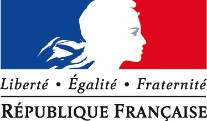 Liberté • Égalité • Fraternité
RÉPUBLIQUE FRANÇAISE